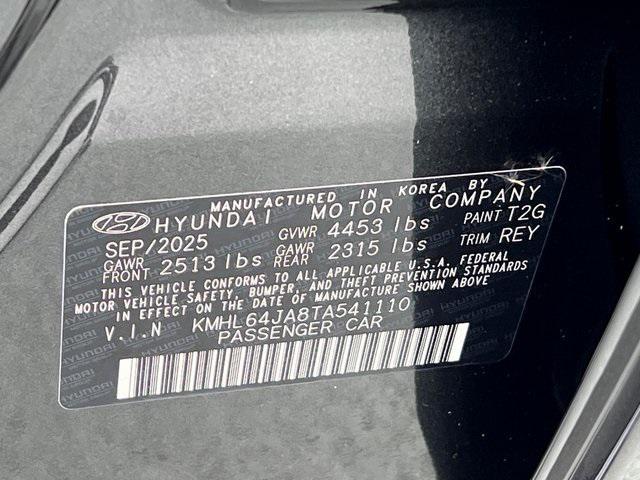 MANUFACTURED IN KOREA BY
HYUNDAI MOTOR COMPANY
SEP/2025 GVWR 4453 lbs PAINT T2G
GAWR FRONT 2513 lbs GAWR REAR 2315 lbs TRIM REY
THIS VEHICLE CONFORMS TO ALL APPLICABLE U.S.A. FEDERAL
MOTOR VEHICLE SAFETY, BUMPER, AND THEFT PREVENTION STANDARDS
IN EFFECT ON THE DATE OF MANUFACTURE SHOWN ABOVE
V.I.N KMHL64JA8TA541110
PASSENGER CAR